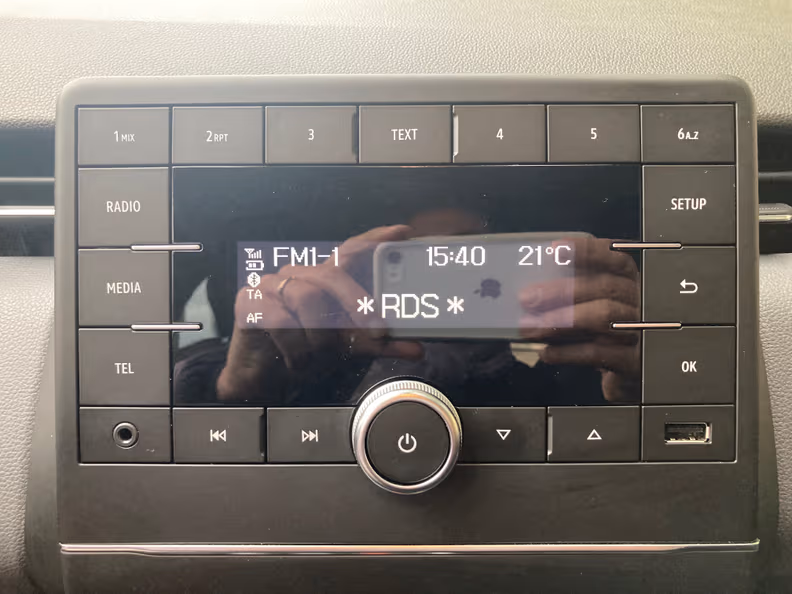 1 MIX
2 RPT
3
TEXT
4
5
6 A..Z
RADIO
SETUP
FM1-1 15:40 21°C
MEDIA
TA
*RDS*
AF
TEL
OK